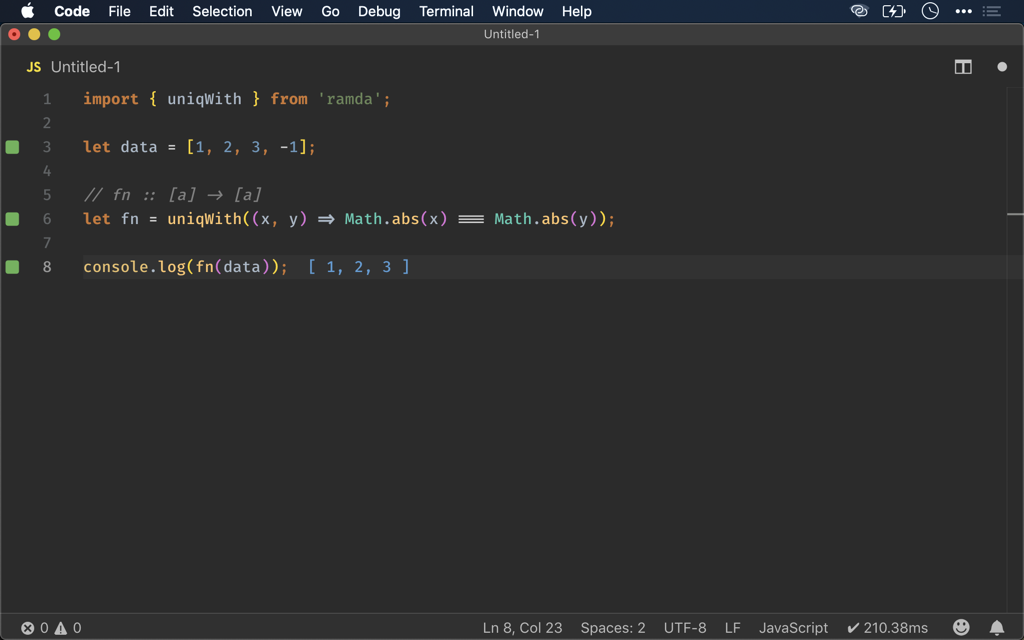 Code File Edit Selection View Go Debug Terminal Window Help
Untitled-1
JS Untitled-1
1 import { uniqWith } from 'ramda';
2
3 let data = [1, 2, 3, -1];
4
5 // fn :: [a] → [a]
6 let fn = uniqWith((x, y) ⇒ Math.abs(x) ≡ Math.abs(y));
7
8 console.log(fn(data)); [ 1, 2, 3 ]
0 0 Ln 8, Col 23 Spaces: 2 UTF-8 LF JavaScript ✔ 210.38ms